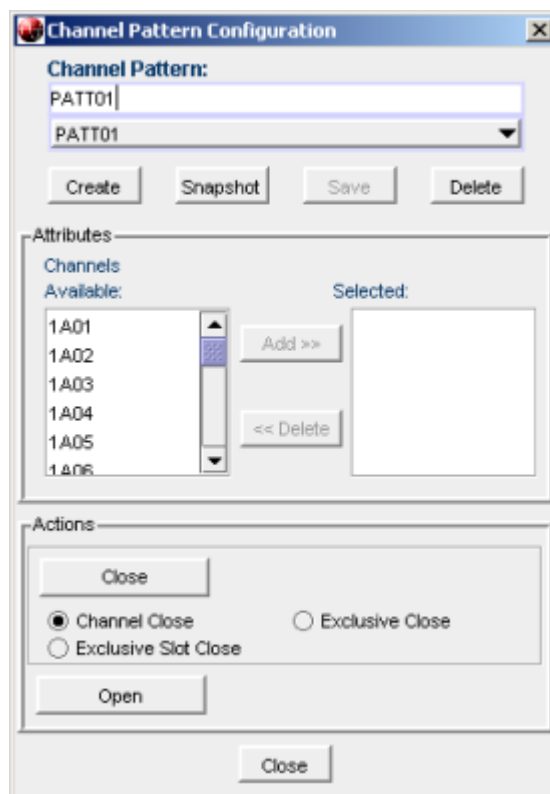 Channel Pattern Configuration
Channel Pattern:
PATT01
PATT01
Create Snapshot Save Delete
Attributes
Channels
Available: Selected:
1A01
1A02
1A03
1A04
1A05
1A06
Add >>
<< Delete
Actions
Close
Channel Close Exclusive Close
Exclusive Slot Close
Open
Close